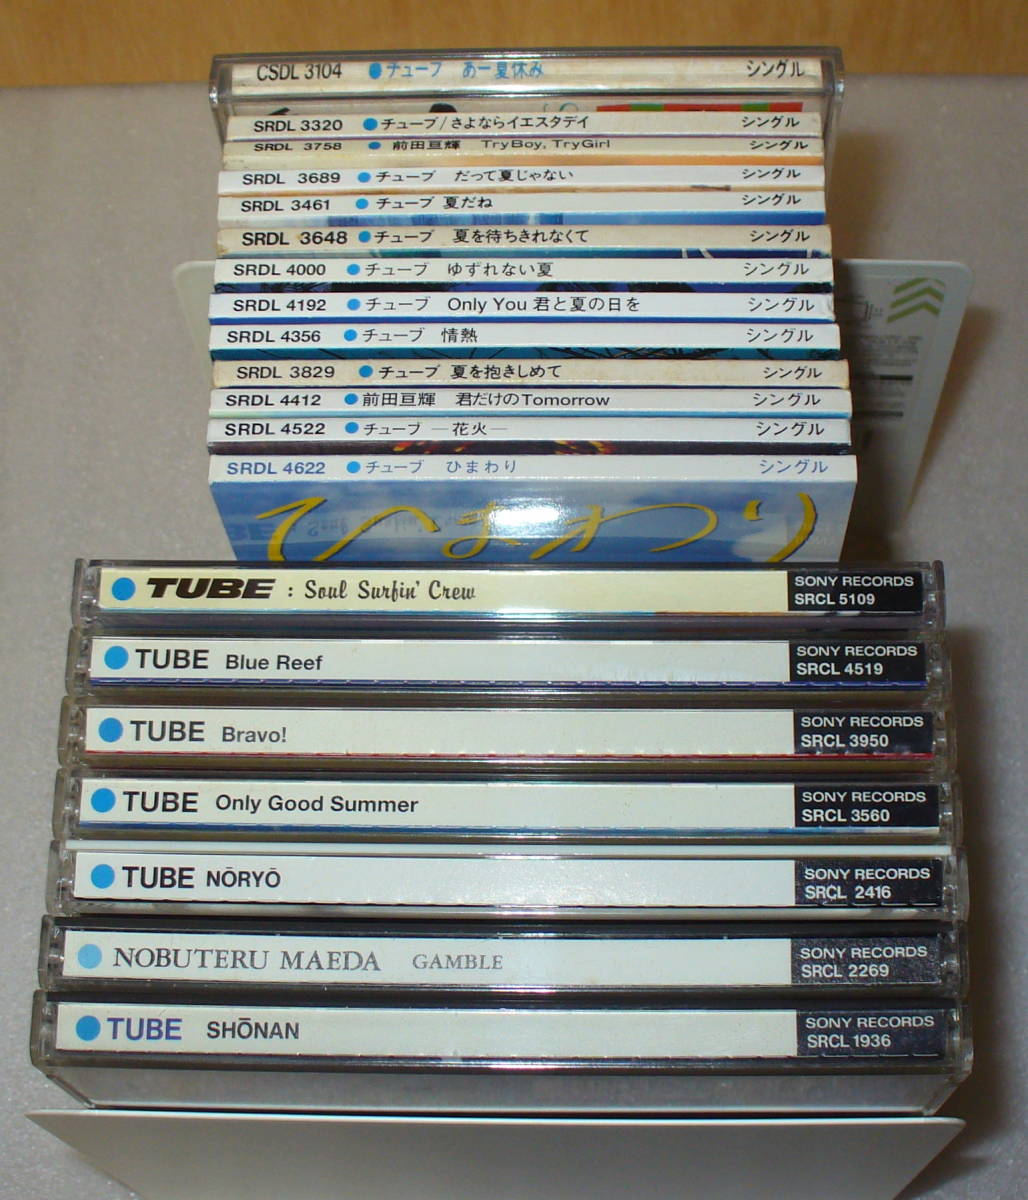 CSDL 3104 ●チューブ あー夏休み シングル
SRDL 3320 ●チューブ/さよならイエスタデイ シングル
SRDL 3758 ● 前田亘輝 TryBoy, TryGirl シングル
SRDL 3689 ●チューブ だって夏じゃない シングル
SRDL 3461 ●チューブ 夏だね シングル
SRDL 3648 ●チューブ 夏を待ちきれなくて シングル
SRDL 4000 ●チューブ ゆずれない夏 シングル
SRDL 4192 ●チューブ Only You 君と夏の日を シングル
SRDL 4356 ●チューブ 情熱 シングル
SRDL 3829 ●チューブ 夏を抱きしめて シングル
SRDL 4412 ●前田亘輝 君だけのTomorrow シングル
SRDL 4522 ●チューブ ―花火― シングル
SRDL 4622 ●チューブ ひまわり シングル
ひまわり
TUBE : Soul Surfin' Crew SONY RECORDS
SRCL 5109
TUBE Blue Reef SONY RECORDS
SRCL 4519
TUBE Bravo! SONY RECORDS
SRCL 3950
TUBE Only Good Summer SONY RECORDS
SRCL 3560
TUBE NŌRYŌ SONY RECORDS
SRCL 2416
NOBUTERU MAEDA GAMBLE SONY RECORDS
SRCL 2269
TUBE SHŌNAN SONY RECORDS
SRCL 1936